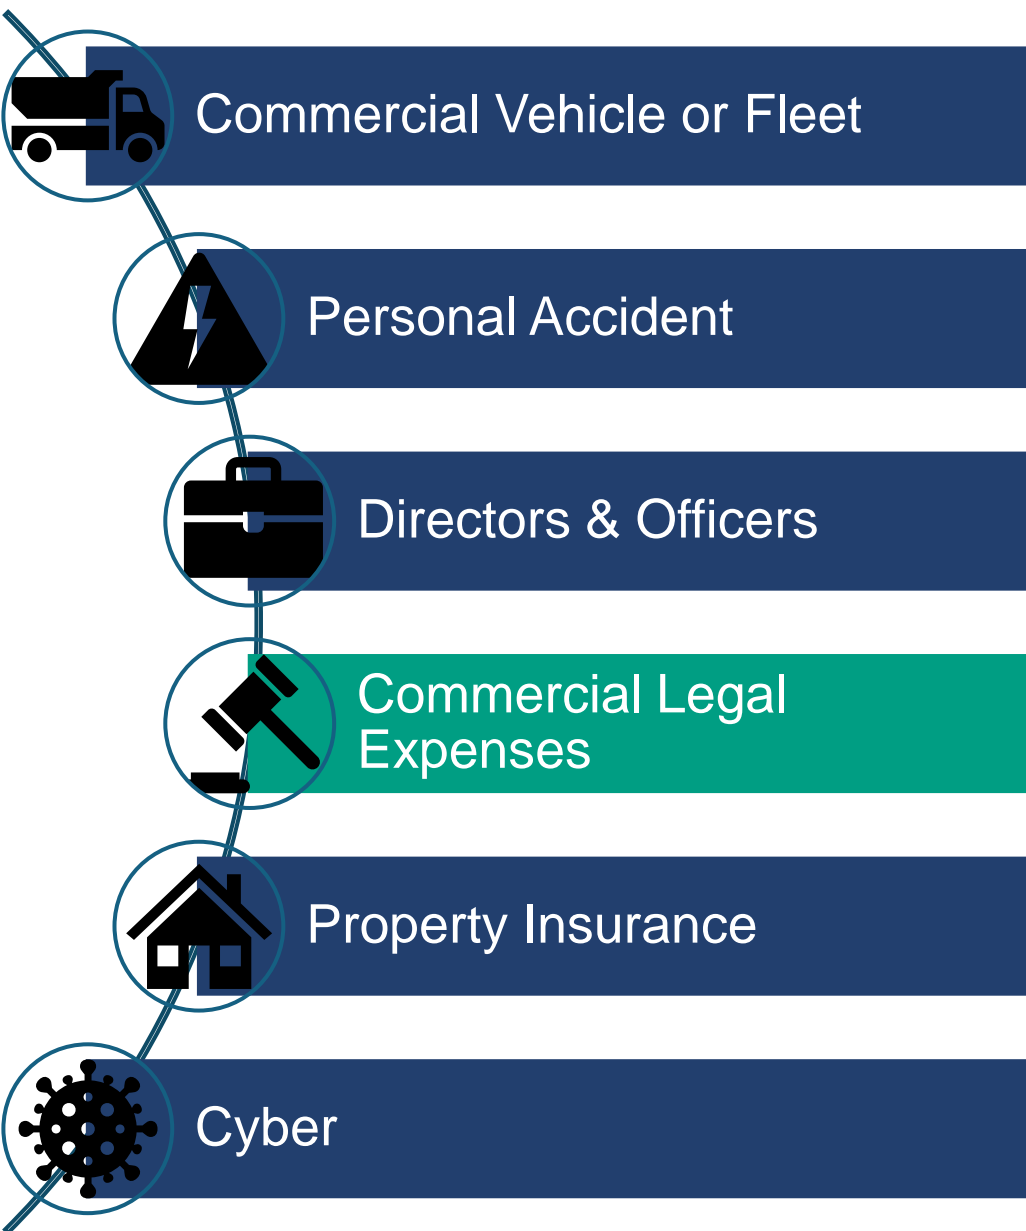 Commercial Vehicle or Fleet
Personal Accident
Directors & Officers
Commercial Legal
Expenses
Property Insurance
Cyber